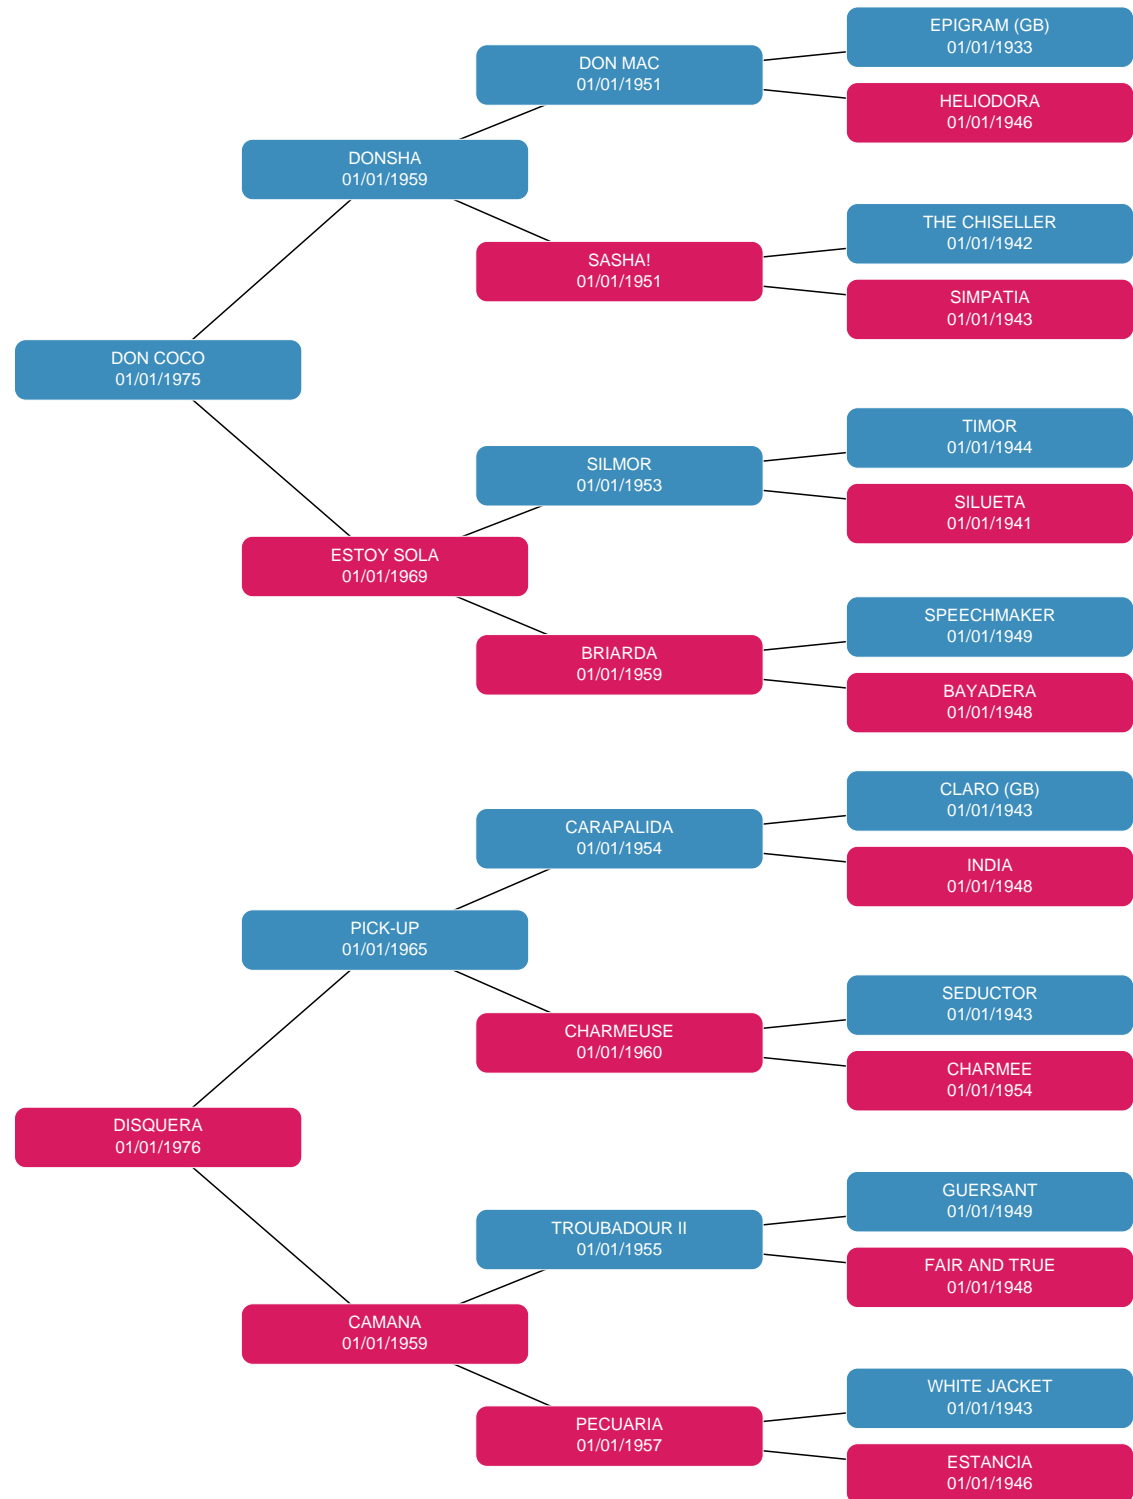 EPIGRAM (GB)
01/01/1933
DON MAC
01/01/1951
HELIODORA
01/01/1946
DONSHA
01/01/1959
THE CHISELLER
01/01/1942
SASHA!
01/01/1951
SIMPATIA
01/01/1943
DON COCO
01/01/1975
TIMOR
01/01/1944
SILMOR
01/01/1953
SILUETA
01/01/1941
ESTOY SOLA
01/01/1969
SPEECHMAKER
01/01/1949
BRIARDA
01/01/1959
BAYADERA
01/01/1948
CLARO (GB)
01/01/1943
CARAPALIDA
01/01/1954
INDIA
01/01/1948
PICK-UP
01/01/1965
SEDUCTOR
01/01/1943
CHARMEUSE
01/01/1960
CHARMEE
01/01/1954
DISQUERA
01/01/1976
GUERSANT
01/01/1949
TROUBADOUR II
01/01/1955
FAIR AND TRUE
01/01/1948
CAMANA
01/01/1959
WHITE JACKET
01/01/1943
PECUARIA
01/01/1957
ESTANCIA
01/01/1946